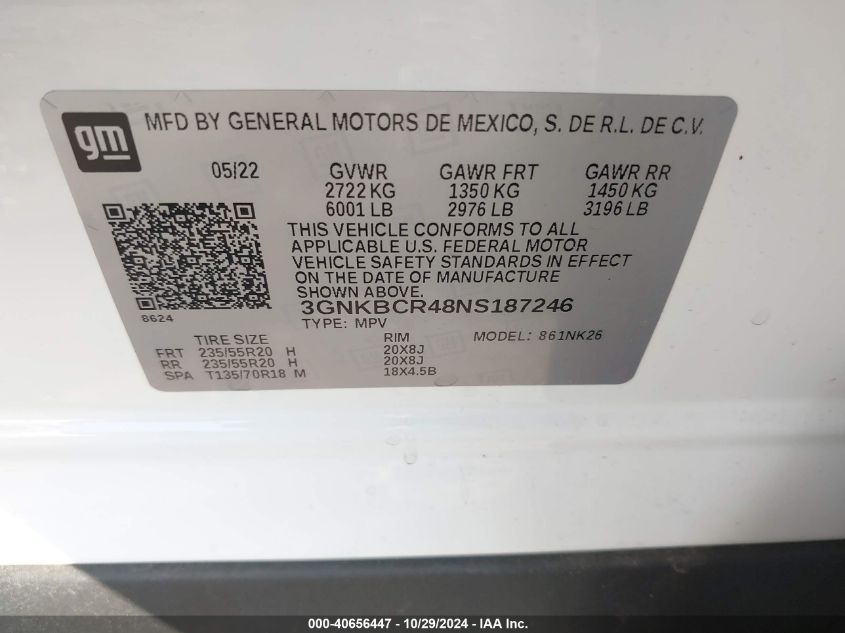 gm
MFD BY GENERAL MOTORS DE MEXICO, S. DE R.L. DE C.V.
05/22 GVWR GAWR FRT GAWR RR
2722 KG 1350 KG 1450 KG
6001 LB 2976 LB 3196 LB
THIS VEHICLE CONFORMS TO ALL
APPLICABLE U.S. FEDERAL MOTOR
VEHICLE SAFETY STANDARDS IN EFFECT
ON THE DATE OF MANUFACTURE
SHOWN ABOVE.
3GNKBCR48NS187246
8624
TYPE: MPV MODEL: 861NK26
TIRE SIZE RIM
FRT 235/55R20 H 20X8J
RR 235/55R20 H 20X8J
SPA T135/70R18 M 18X4.5B
000-40656447 - 10/29/2024 - IAA Inc.